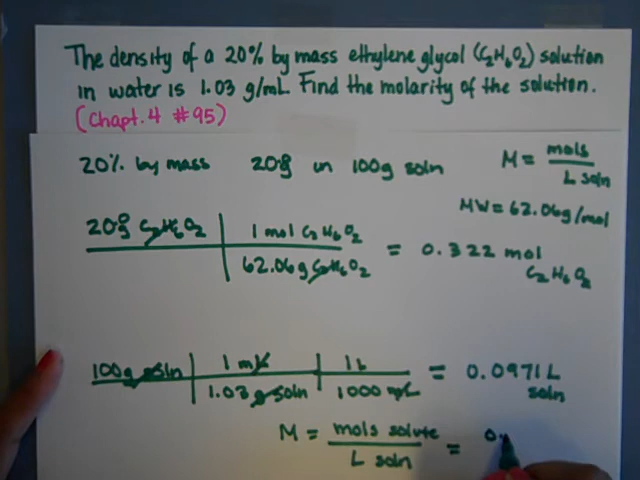 The density of a 20% by mass ethylene glycol (C₂H₆O₂) solution
in water is 1.03 g/mL. Find the molarity of the solution.
(Chapt. 4 #95)
20% by mass 20g in 100g soln M = mols / L soln
MW = 62.06g/mol
20g C₂H₆O₂ | 1 mol C₂H₆O₂
62.06g C₂H₆O₂ = 0.322 mol
C₂H₆O₂
100g soln | 1 mL | 1L = 0.0971L
1.03 g soln | 1000 mL soln
M = mols solute = 0.
L soln